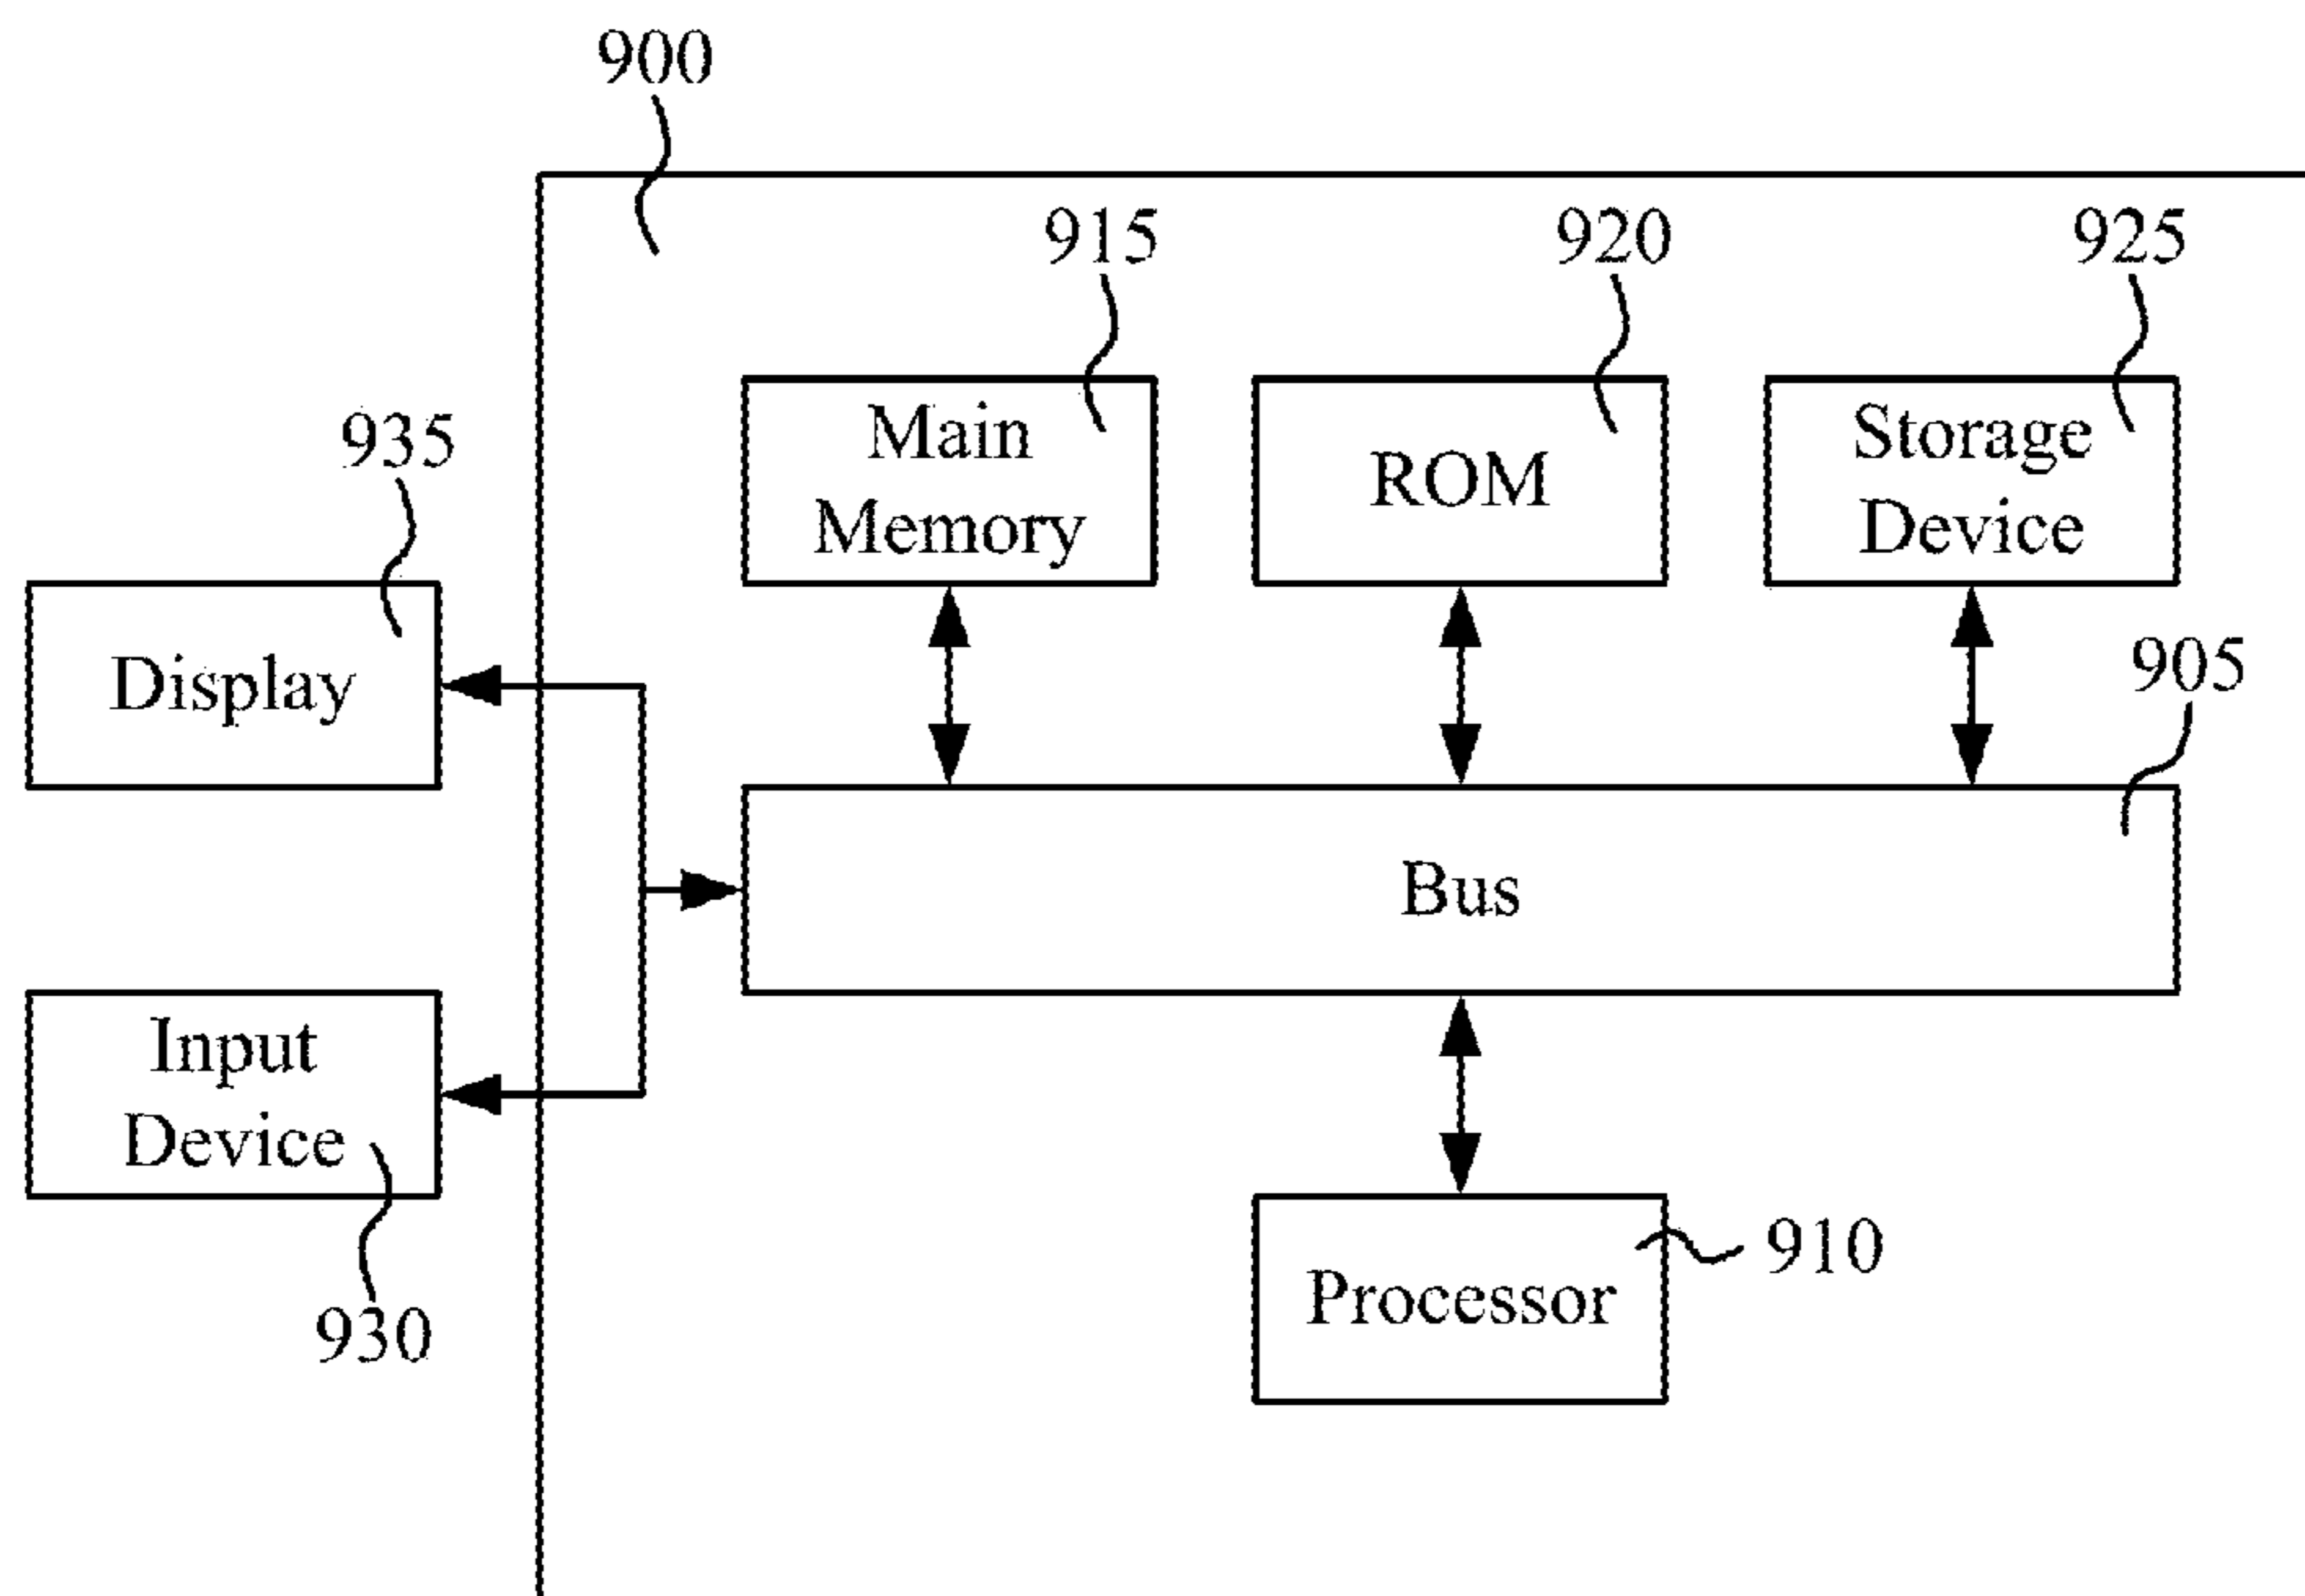 900
915
920
925
935
Main
Memory
ROM
Storage
Device
905
Display
Bus
Input
Device
910
Processor
930